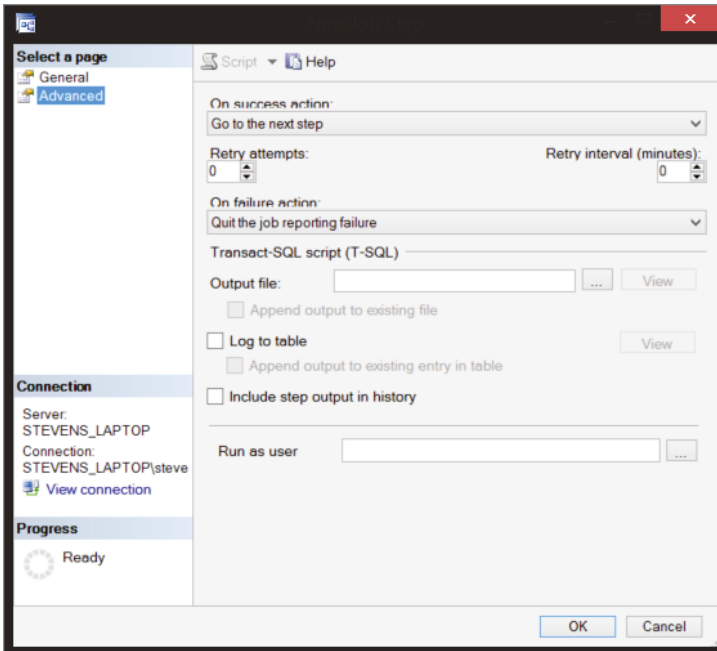 New Job Step
Select a page
General
Advanced
Script
Help
On success action:
Go to the next step
Retry attempts:
Retry interval (minutes):
0
0
On failure action:
Quit the job reporting failure
Transact-SQL script (T-SQL)
Output file:
...
View
Append output to existing file
Log to table
View
Append output to existing entry in table
Include step output in history
Run as user
...
Connection
Server:
STEVENS_LAPTOP
Connection:
STEVENS_LAPTOP\steve
View connection
Progress
Ready
OK
Cancel